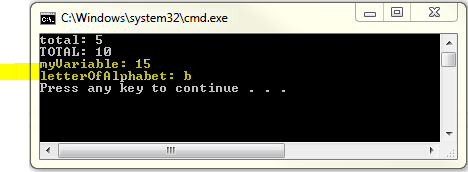 C:\Windows\system32\cmd.exe
total: 5
TOTAL: 10
myVariable: 15
letterOfAlphabet: b
Press any key to continue . . .